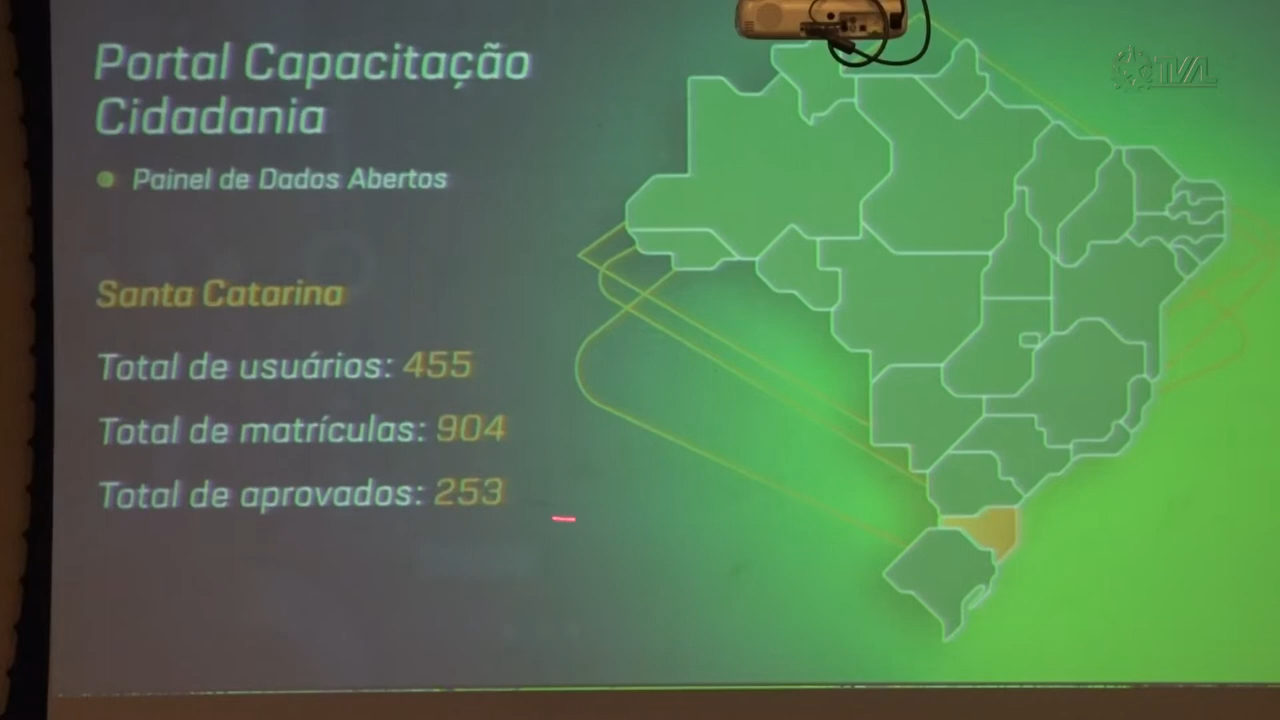 Portal Capacitação
Cidadania
Painel de Dados Abertos
Santa Catarina
Total de usuários: 455
Total de matrículas: 904
Total de aprovados: 253
TVAL